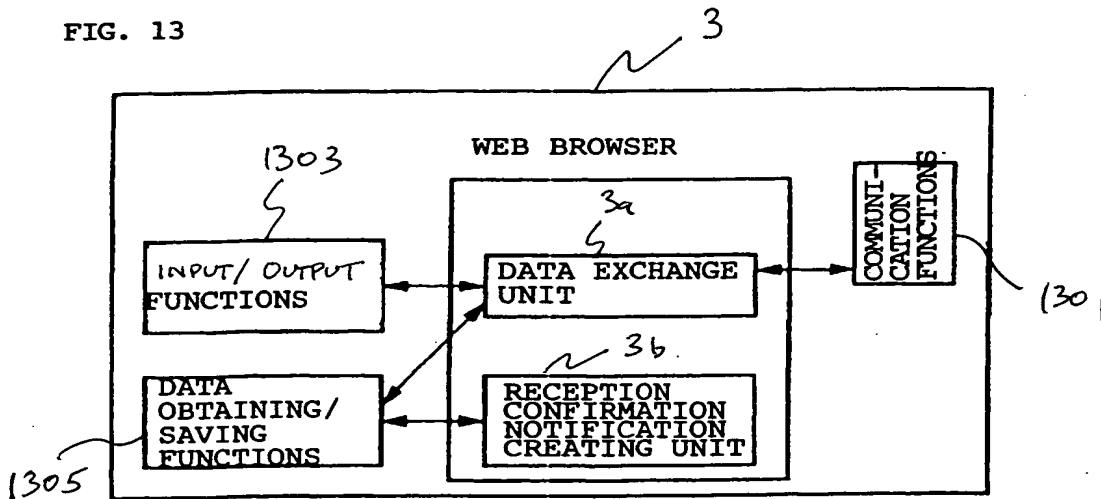 FIG. 13
3
WEB BROWSER
1303
INPUT/OUTPUT
FUNCTIONS
3a
DATA EXCHANGE
UNIT
COMMUNI-
CATION
FUNCTIONS
1301
DATA
OBTAINING/
SAVING
FUNCTIONS
1305
3b
RECEPTION
CONFIRMATION
NOTIFICATION
CREATING UNIT